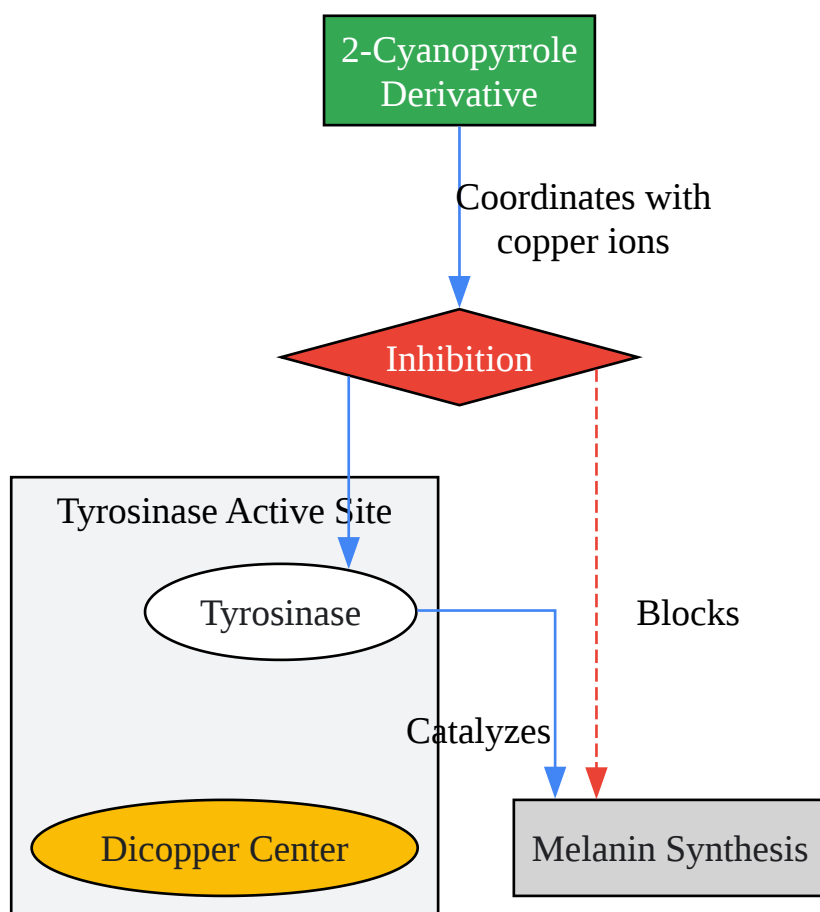 2-Cyanopyrrole
Derivative
Coordinates with
copper ions
Inhibition
Tyrosinase Active Site
Tyrosinase
Blocks
Catalyzes
Dicopper Center
Melanin Synthesis